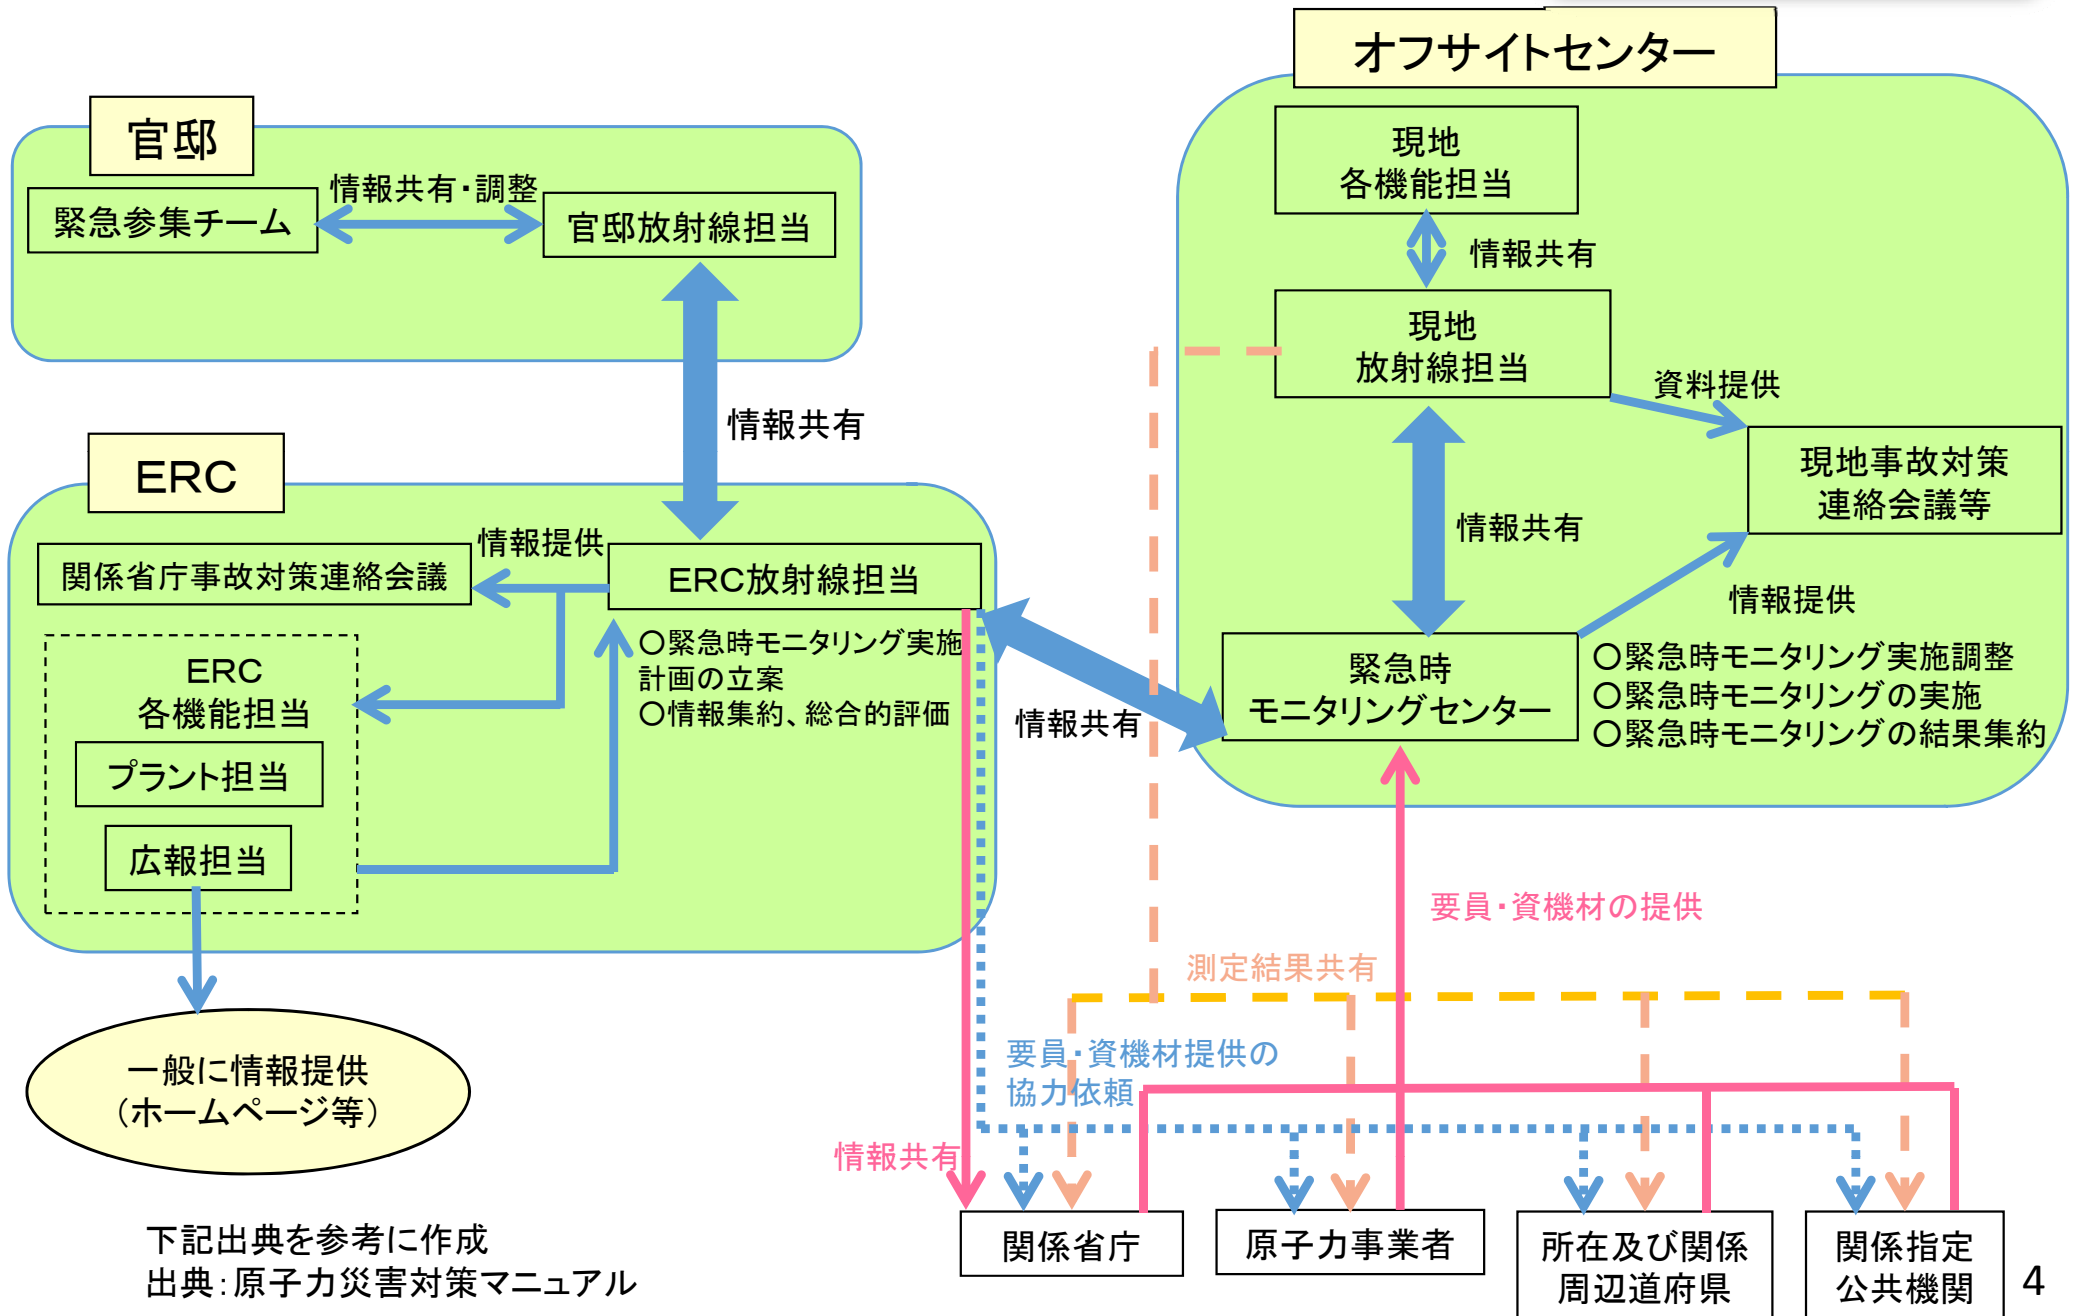 オフサイトセンター
官邸
緊急参集チーム
情報共有・調整
官邸放射線担当
現地
各機能担当
情報共有
現地
放射線担当
資料提供
現地事故対策
連絡会議等
情報共有
情報共有
ERC
関係省庁事故対策連絡会議
情報提供
ERC放射線担当
○緊急時モニタリング実施
計画の立案
○情報集約、総合的評価
ERC
各機能担当
プラント担当
広報担当
情報共有
情報提供
緊急時
モニタリングセンター
○緊急時モニタリング実施調整
○緊急時モニタリングの実施
○緊急時モニタリングの結果集約
要員・資機材の提供
測定結果共有
要員・資機材提供の
協力依頼
情報共有
一般に情報提供
(ホームページ等)
関係省庁
原子力事業者
所在及び関係
周辺道府県
関係指定
公共機関
下記出典を参考に作成
出典:原子力災害対策マニュアル
4